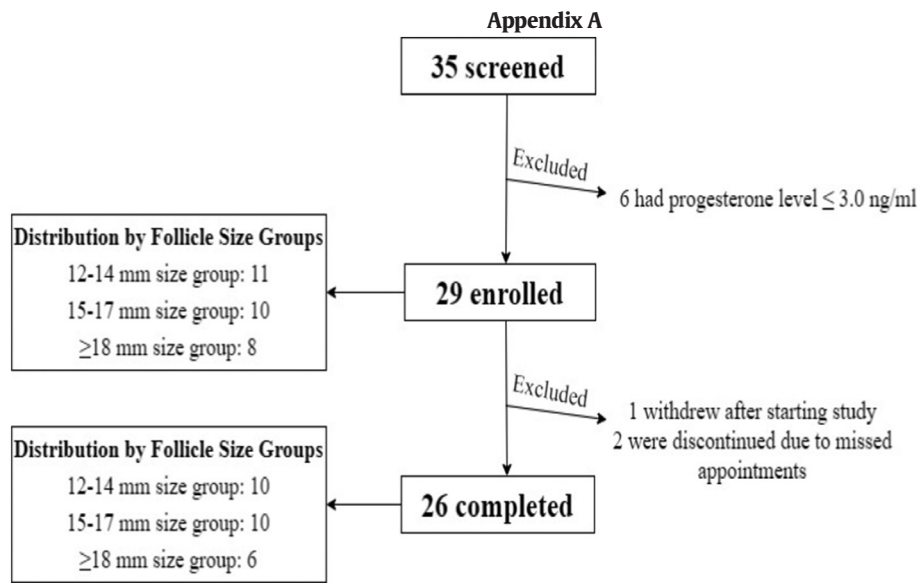 Appendix A
35 screened
Excluded
6 had progesterone level ≤ 3.0 ng/ml
Distribution by Follicle Size Groups
12-14 mm size group: 11
15-17 mm size group: 10
≥18 mm size group: 8
29 enrolled
Excluded
1 withdrew after starting study
2 were discontinued due to missed
appointments
Distribution by Follicle Size Groups
12-14 mm size group: 10
15-17 mm size group: 10
≥18 mm size group: 6
26 completed